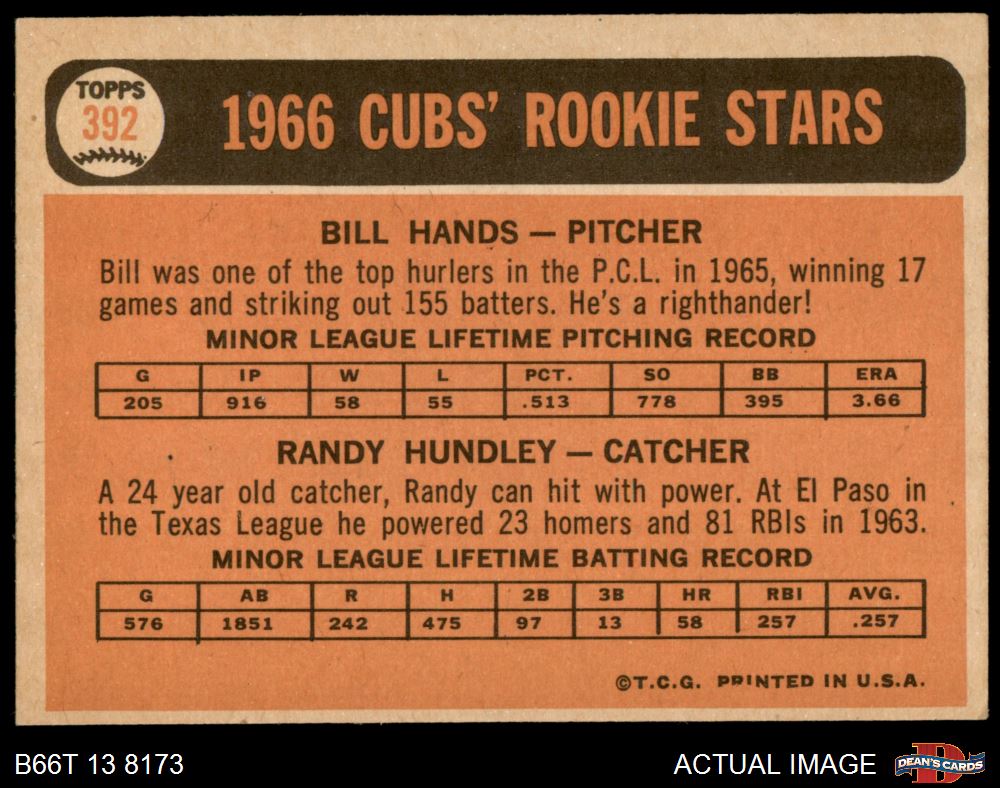 TOPPS
392
1966 CUBS' ROOKIE STARS
BILL HANDS — PITCHER
Bill was one of the top hurlers in the P.C.L. in 1965, winning 17
games and striking out 155 batters. He's a righthander!
MINOR LEAGUE LIFETIME PITCHING RECORD
G IP W L PCT. SO BB ERA
205 916 58 55 .513 778 395 3.66
RANDY HUNDLEY — CATCHER
A 24 year old catcher, Randy can hit with power. At El Paso in
the Texas League he powered 23 homers and 81 RBIs in 1963.
MINOR LEAGUE LIFETIME BATTING RECORD
G AB R H 2B 3B HR RBI AVG.
576 1851 242 475 97 13 58 257 .257
©T.C.G. PRINTED IN U.S.A.
B66T 13 8173
ACTUAL IMAGE
DEAN'S CARDS